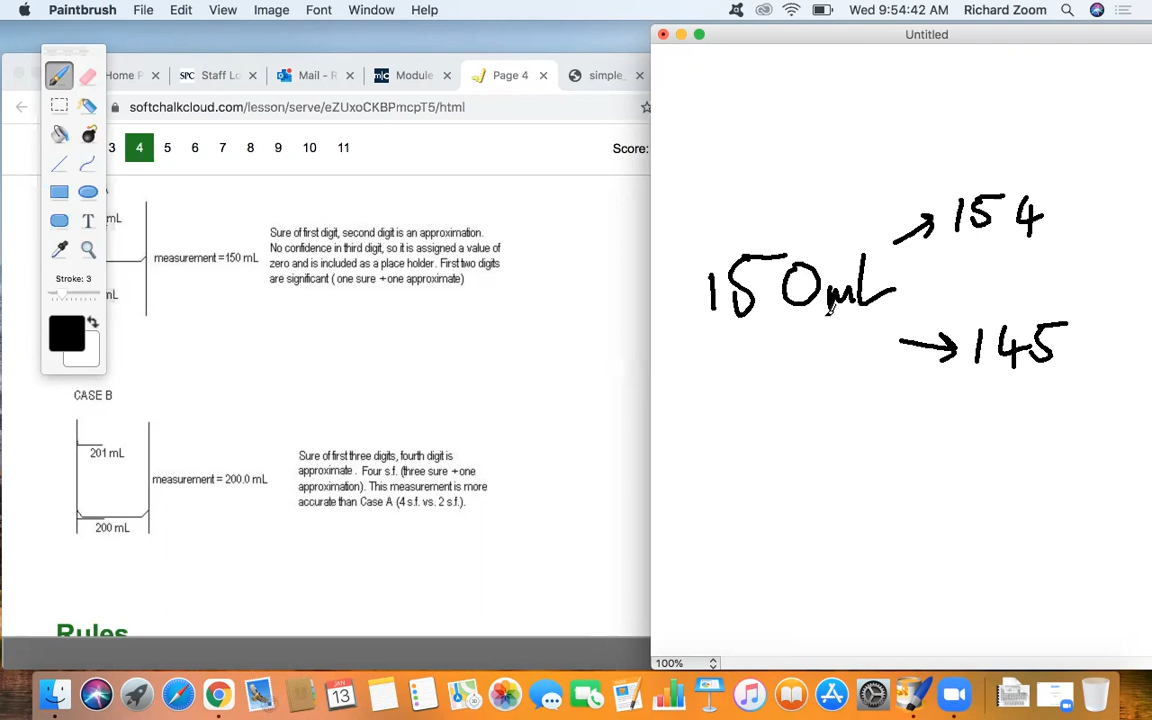 Paintbrush File Edit View Image Font Window Help Wed 9:54:42 AM Richard Zoom
Untitled
Home P Staff Lo Mail - R Module Page 4 simple_
softchalkcloud.com/lesson/serve/eZUxoCKBPmcpT5/html
3 4 5 6 7 8 9 10 11 Score:
T
Stroke: 3
mL
measurement = 150 mL
mL
Sure of first digit, second digit is an approximation.
No confidence in third digit, so it is assigned a value of
zero and is included as a place holder. First two digits
are significant ( one sure +one approximate)
CASE B
201 mL
measurement = 200.0 mL
200 mL
Sure of first three digits, fourth digit is
approximate . Four s.f. (three sure +one
approximation). This measurement is more
accurate than Case A (4 s.f. vs. 2 s.f.).
Rules
154
150mL
145
100%
JAN
13